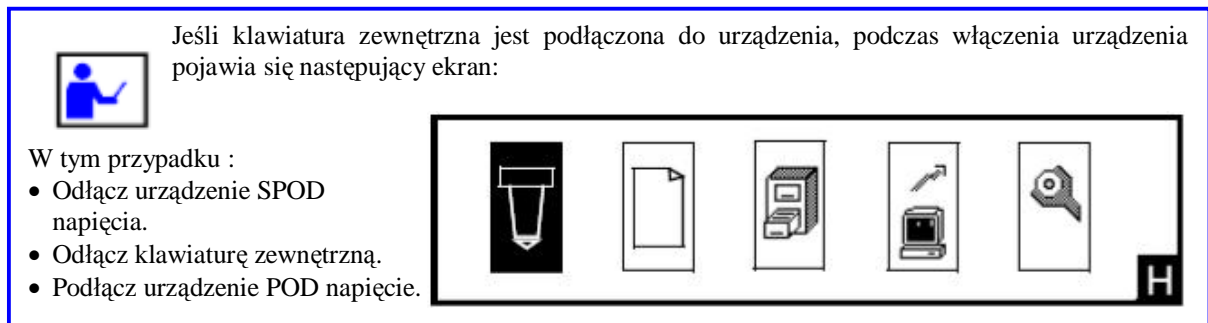 Jeśli klawiatura zewnętrzna jest podłączona do urządzenia, podczas włączenia urządzenia
pojawia się następujący ekran:
W tym przypadku :
• Odłącz urządzenie SPOD
napięcia.
• Odłącz klawiaturę zewnętrzną.
• Podłącz urządzenie POD napięcie.
H